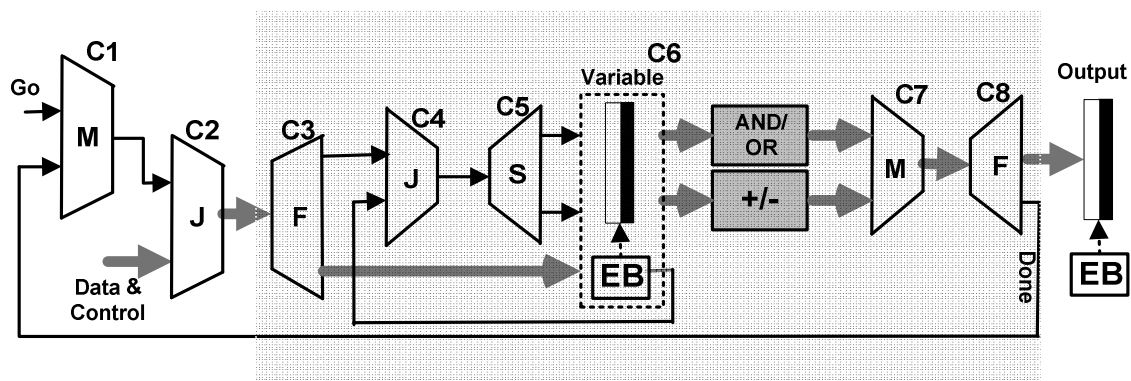 C1
Go
M
C2
J
Data &
Control
C3
F
C4
J
C5
S
C6
Variable
EB
AND/
OR
+/-
C7
M
C8
F
Done
Output
EB